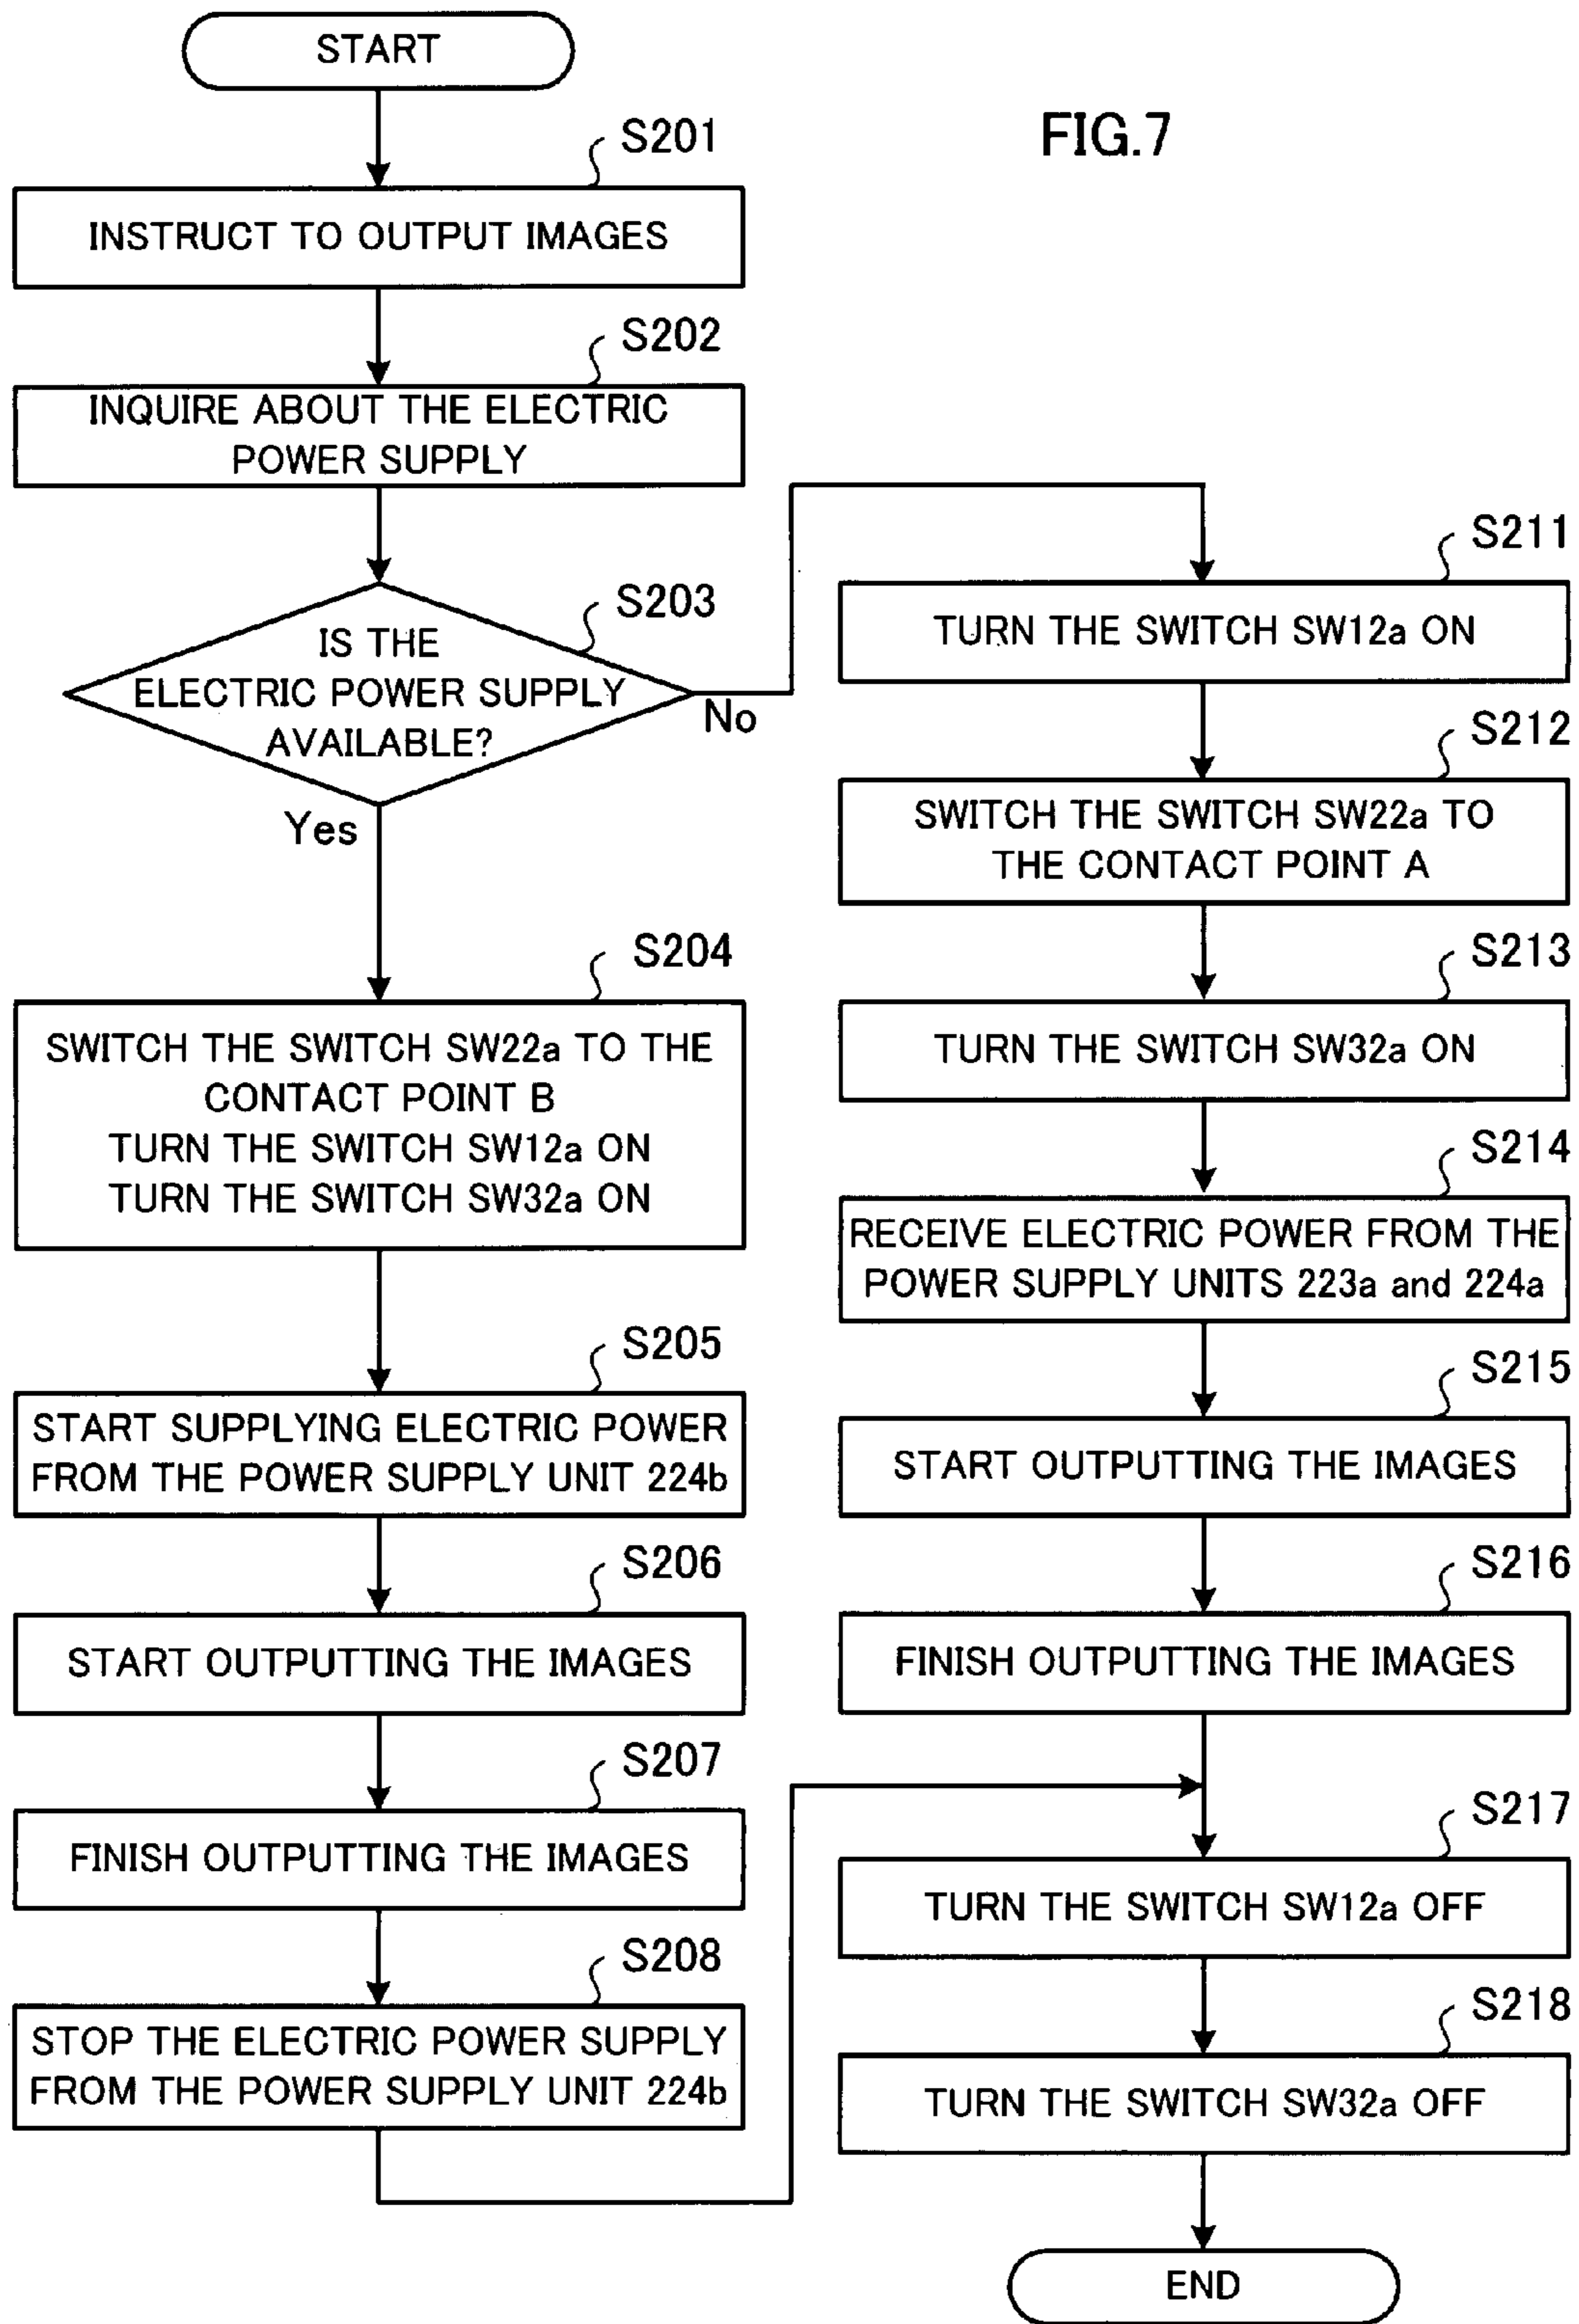 START
FIG.7
S201
INSTRUCT TO OUTPUT IMAGES
S202
INQUIRE ABOUT THE ELECTRIC
POWER SUPPLY
S203
IS THE
ELECTRIC POWER SUPPLY
AVAILABLE?
No
Yes
S204
SWITCH THE SWITCH SW22a TO THE
CONTACT POINT B
TURN THE SWITCH SW12a ON
TURN THE SWITCH SW32a ON
S205
START SUPPLYING ELECTRIC POWER
FROM THE POWER SUPPLY UNIT 224b
S206
START OUTPUTTING THE IMAGES
S207
FINISH OUTPUTTING THE IMAGES
S208
STOP THE ELECTRIC POWER SUPPLY
FROM THE POWER SUPPLY UNIT 224b
S211
TURN THE SWITCH SW12a ON
S212
SWITCH THE SWITCH SW22a TO
THE CONTACT POINT A
S213
TURN THE SWITCH SW32a ON
S214
RECEIVE ELECTRIC POWER FROM THE
POWER SUPPLY UNITS 223a and 224a
S215
START OUTPUTTING THE IMAGES
S216
FINISH OUTPUTTING THE IMAGES
S217
TURN THE SWITCH SW12a OFF
S218
TURN THE SWITCH SW32a OFF
END